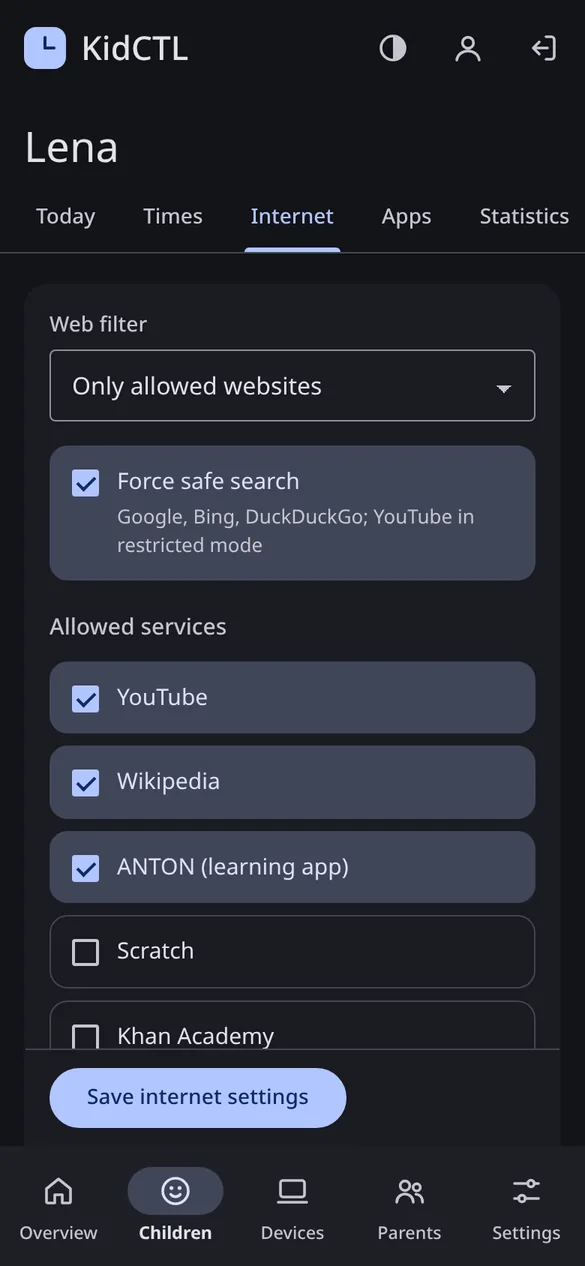 KidCTL
Lena
Today Times Internet Apps Statistics
Web filter
Only allowed websites
Force safe search
Google, Bing, DuckDuckGo; YouTube in
restricted mode
Allowed services
YouTube
Wikipedia
ANTON (learning app)
Scratch
Khan Academy
Save internet settings
Overview Children Devices Parents Settings